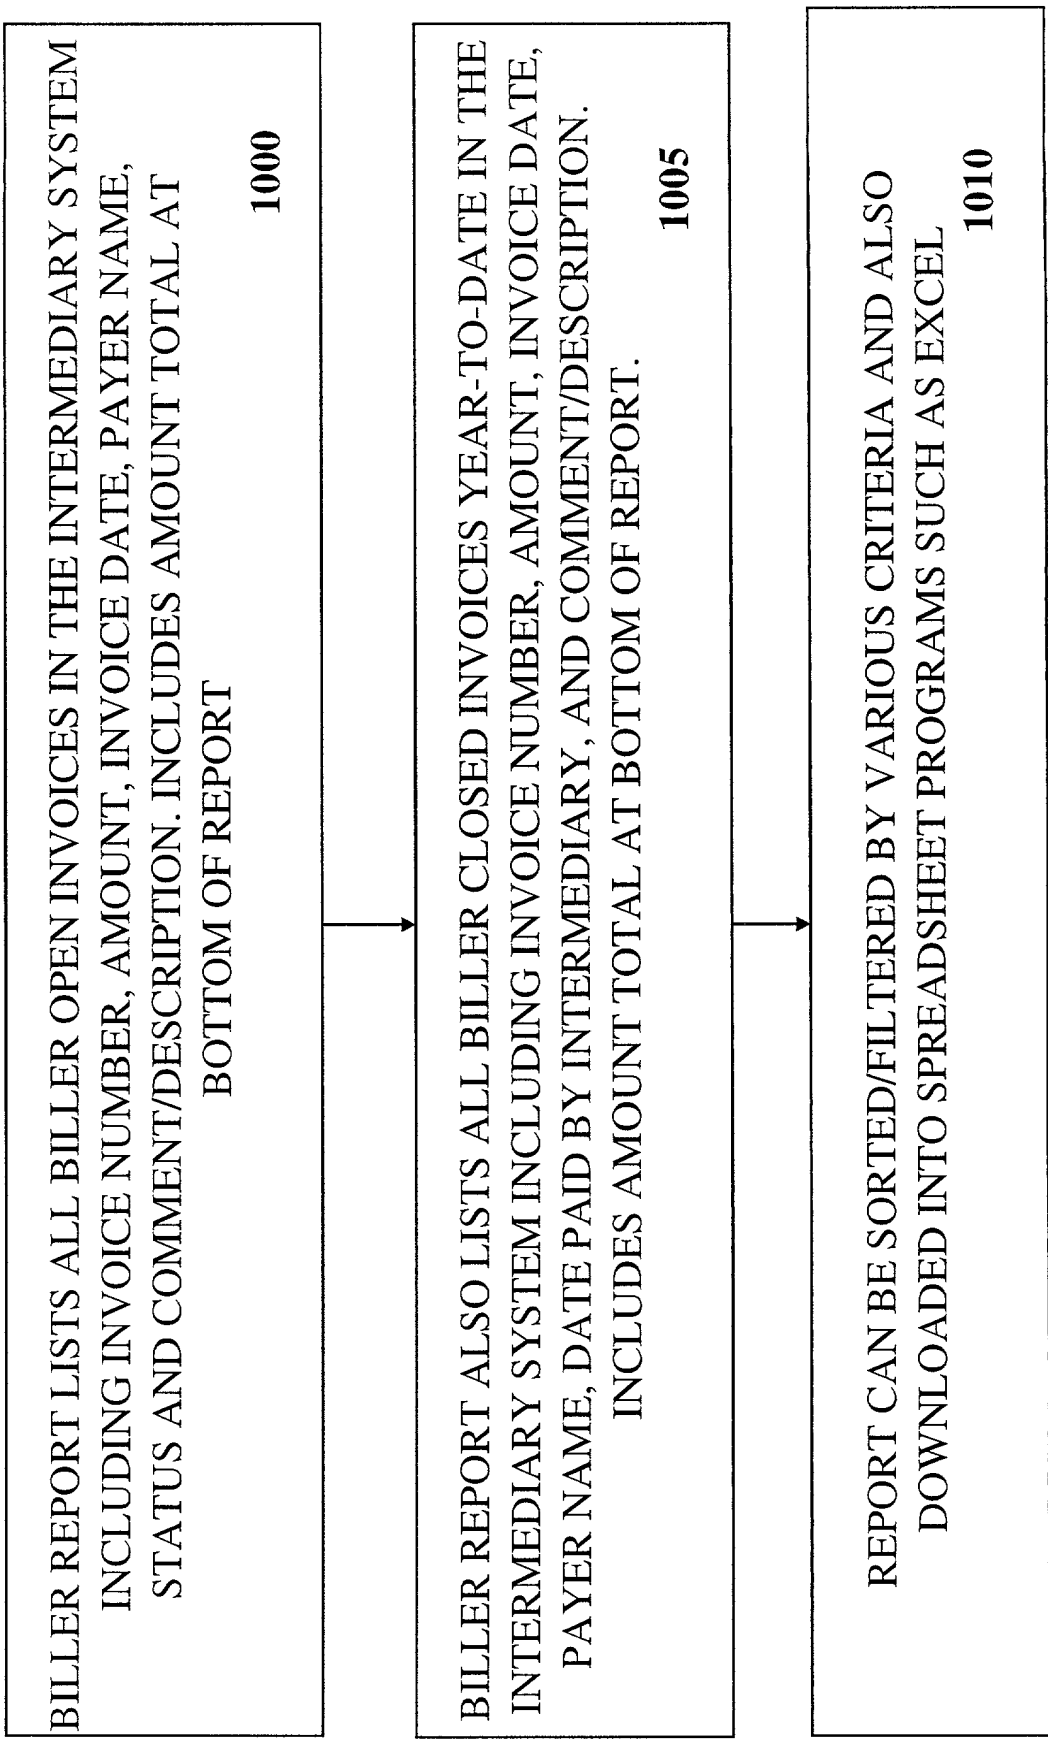 BILLER REPORT LISTS ALL BILLER OPEN INVOICES IN THE INTERMEDIARY SYSTEM
INCLUDING INVOICE NUMBER, AMOUNT, INVOICE DATE, PAYER NAME,
STATUS AND COMMENT/DESCRIPTION. INCLUDES AMOUNT TOTAL AT
BOTTOM OF REPORT
1000
BILLER REPORT ALSO LISTS ALL BILLER CLOSED INVOICES YEAR-TO-DATE IN THE
INTERMEDIARY SYSTEM INCLUDING INVOICE NUMBER, AMOUNT, INVOICE DATE,
PAYER NAME, DATE PAID BY INTERMEDIARY, AND COMMENT/DESCRIPTION.
INCLUDES AMOUNT TOTAL AT BOTTOM OF REPORT.
1005
REPORT CAN BE SORTED/FILTERED BY VARIOUS CRITERIA AND ALSO
DOWNLOADED INTO SPREADSHEET PROGRAMS SUCH AS EXCEL
1010